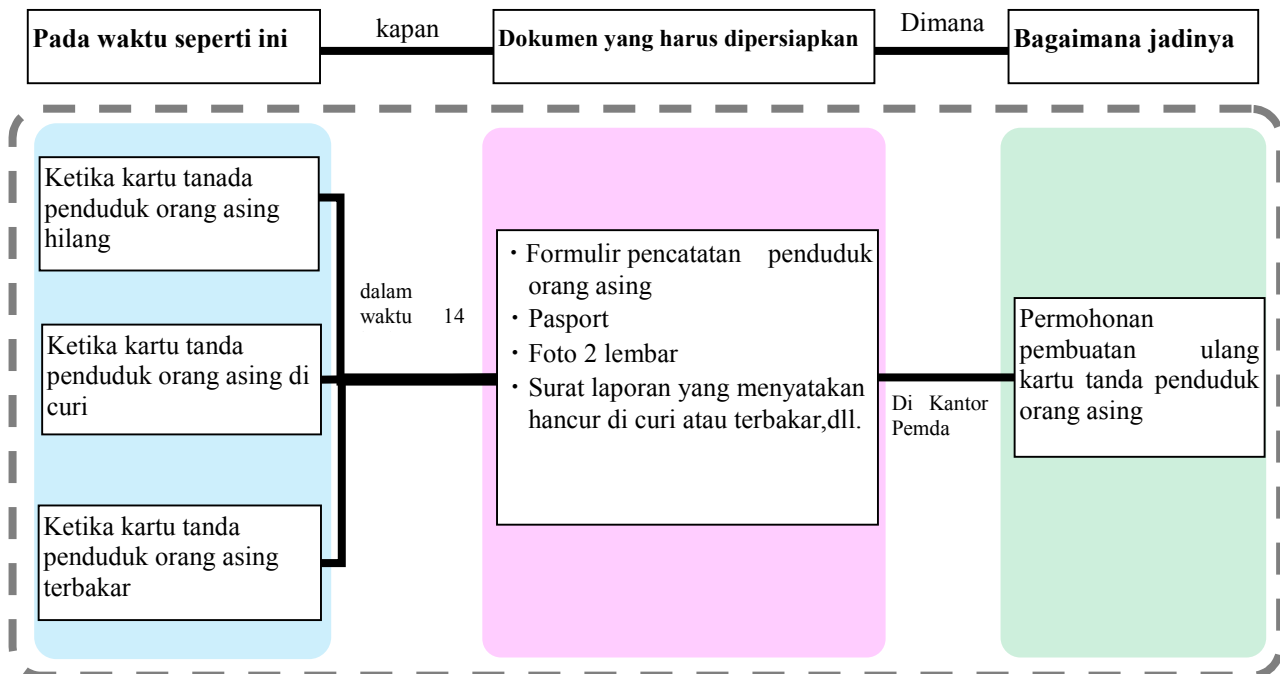 Pada waktu seperti ini
kapan
Dokumen yang harus dipersiapkan
Dimana
Bagaimana jadinya
Ketika kartu tanada
penduduk orang asing
hilang
Ketika kartu tanda
penduduk orang asing di
curi
Ketika kartu tanda
penduduk orang asing
terbakar
dalam
waktu 14
・Formulir pencatatan penduduk
orang asing
・Pasport
・Foto 2 lembar
・Surat laporan yang menyatakan
hancur di curi atau terbakar,dll.
Di Kantor
Pemda
Permohonan
pembuatan ulang
kartu tanda penduduk
orang asing